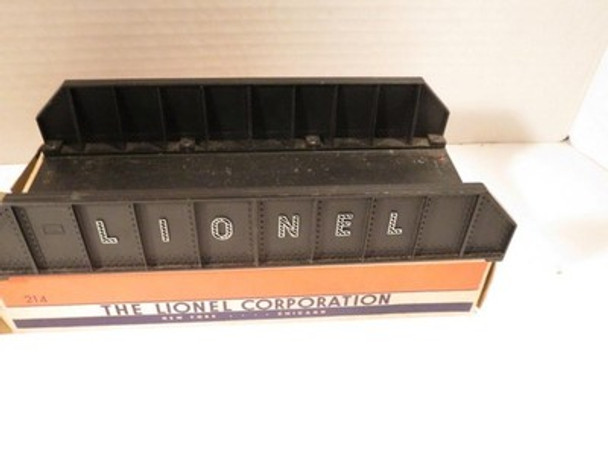 LIONEL
214
THE LIONEL CORPORATION
NEW YORK . . . . CHICAGO